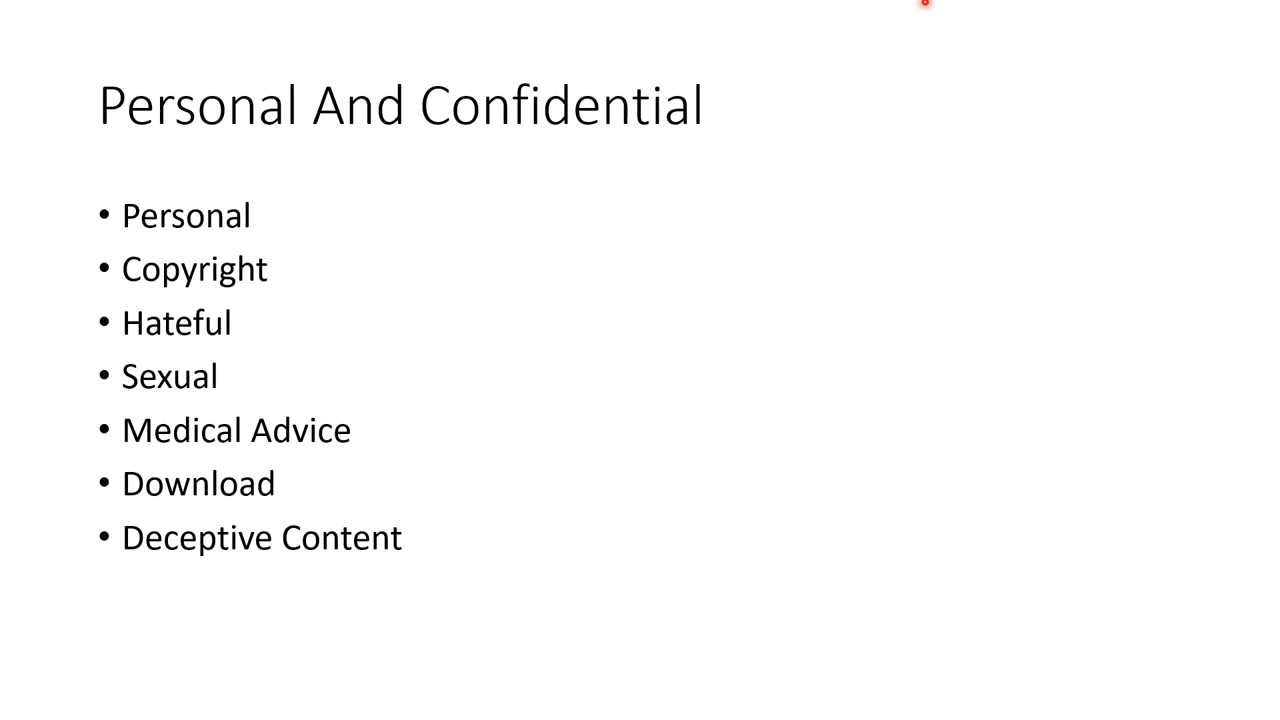 Personal And Confidential
• Personal
• Copyright
• Hateful
• Sexual
• Medical Advice
• Download
• Deceptive Content